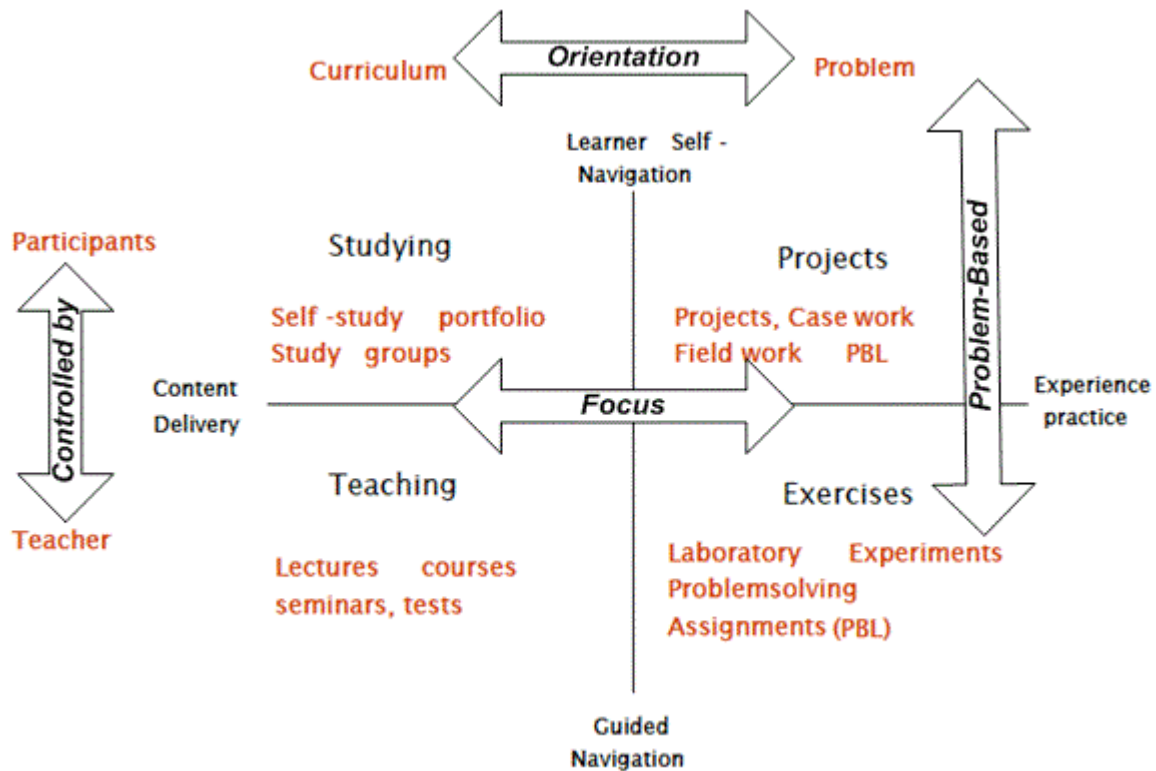 Orientation
Curriculum
Problem
Learner Self -
Navigation
Participants
Studying
Projects
Problem-Based
Self -study portfolio
Study groups
Projects, Case work
Field work PBL
Controlled by
Content
Delivery
Focus
Experience
practice
Teaching
Exercises
Teacher
Lectures courses
seminars, tests
Laboratory Experiments
Problemsolving
Assignments (PBL)
Guided
Navigation